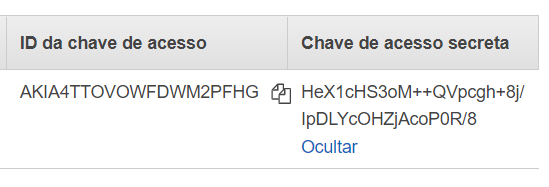 ID da chave de acesso
Chave de acesso secreta
AKIA4TTOVOWFDWM2PFHG
HeX1cHS3oM++QVpcgh+8j/
IpDLYcOHZjAcoP0R/8
Ocultar